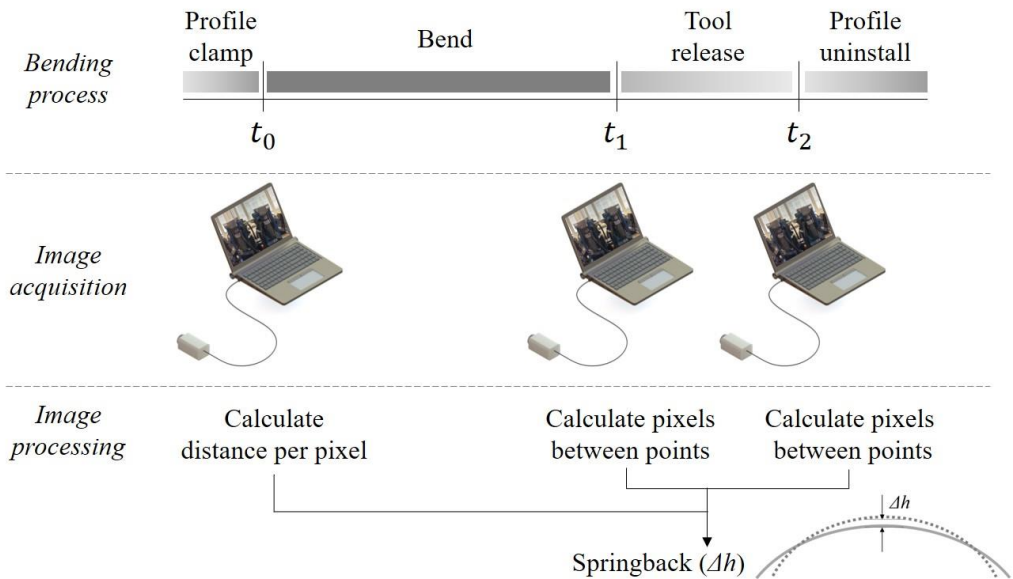 Profile
clamp
Bend
Tool
release
Profile
uninstall
Bending
process
t₀
t₁
t₂
Image
acquisition
Image
processing
Calculate
distance per pixel
Calculate pixels
between points
Calculate pixels
between points
Δh
Springback (Δh)